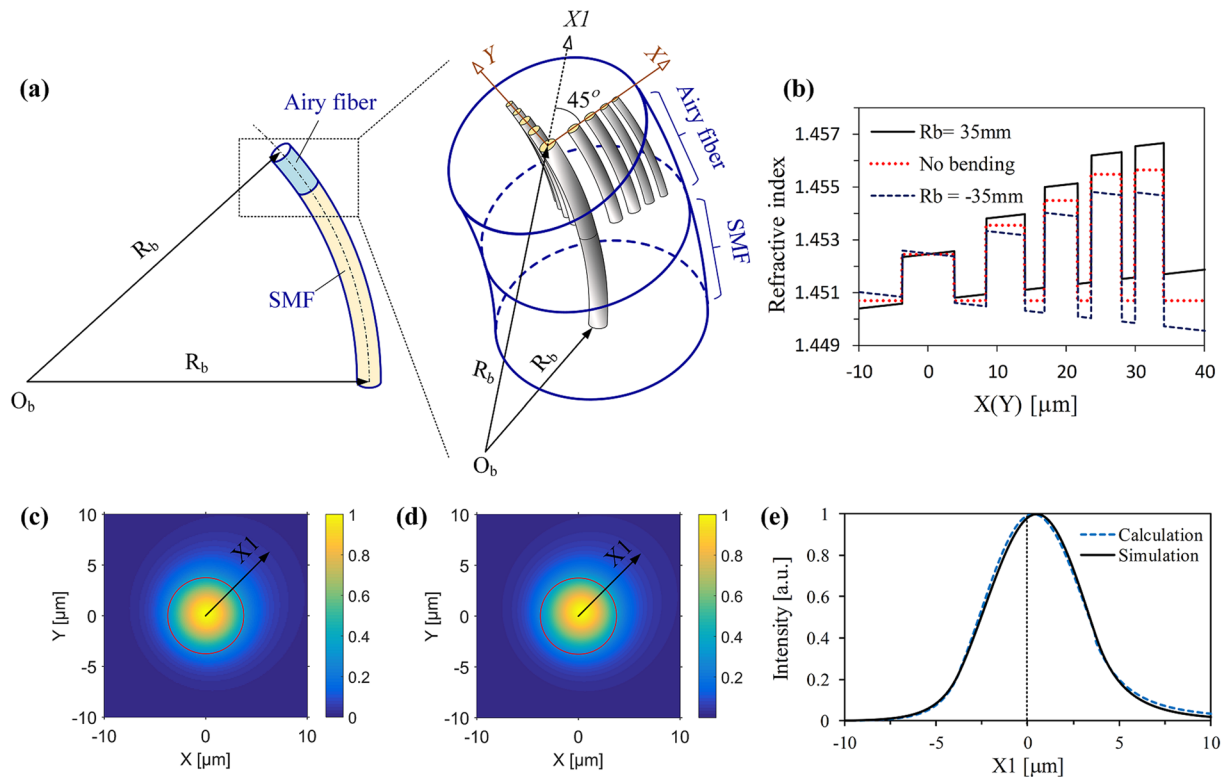 (a)
Airy fiber
R_b
SMF
R_b
O_b
X1
Y
X
45°
Airy fiber
SMF
R_b
R_b
O_b
(b)
Refractive index
1.457
1.455
1.453
1.451
1.449
Rb= 35mm
No bending
Rb = -35mm
-10 0 10 20 30 40
X(Y) [µm]
(c)
Y [µm]
10
5
0
-5
-10
X1
-10 0 10
X [µm]
1
0.8
0.6
0.4
0.2
0
(d)
Y [µm]
10
5
0
-5
-10
X1
-10 0 10
X [µm]
1
0.8
0.6
0.4
0.2
(e)
Intensity [a.u.]
1
0.8
0.6
0.4
0.2
0
Calculation
Simulation
-10 -5 0 5 10
X1 [µm]